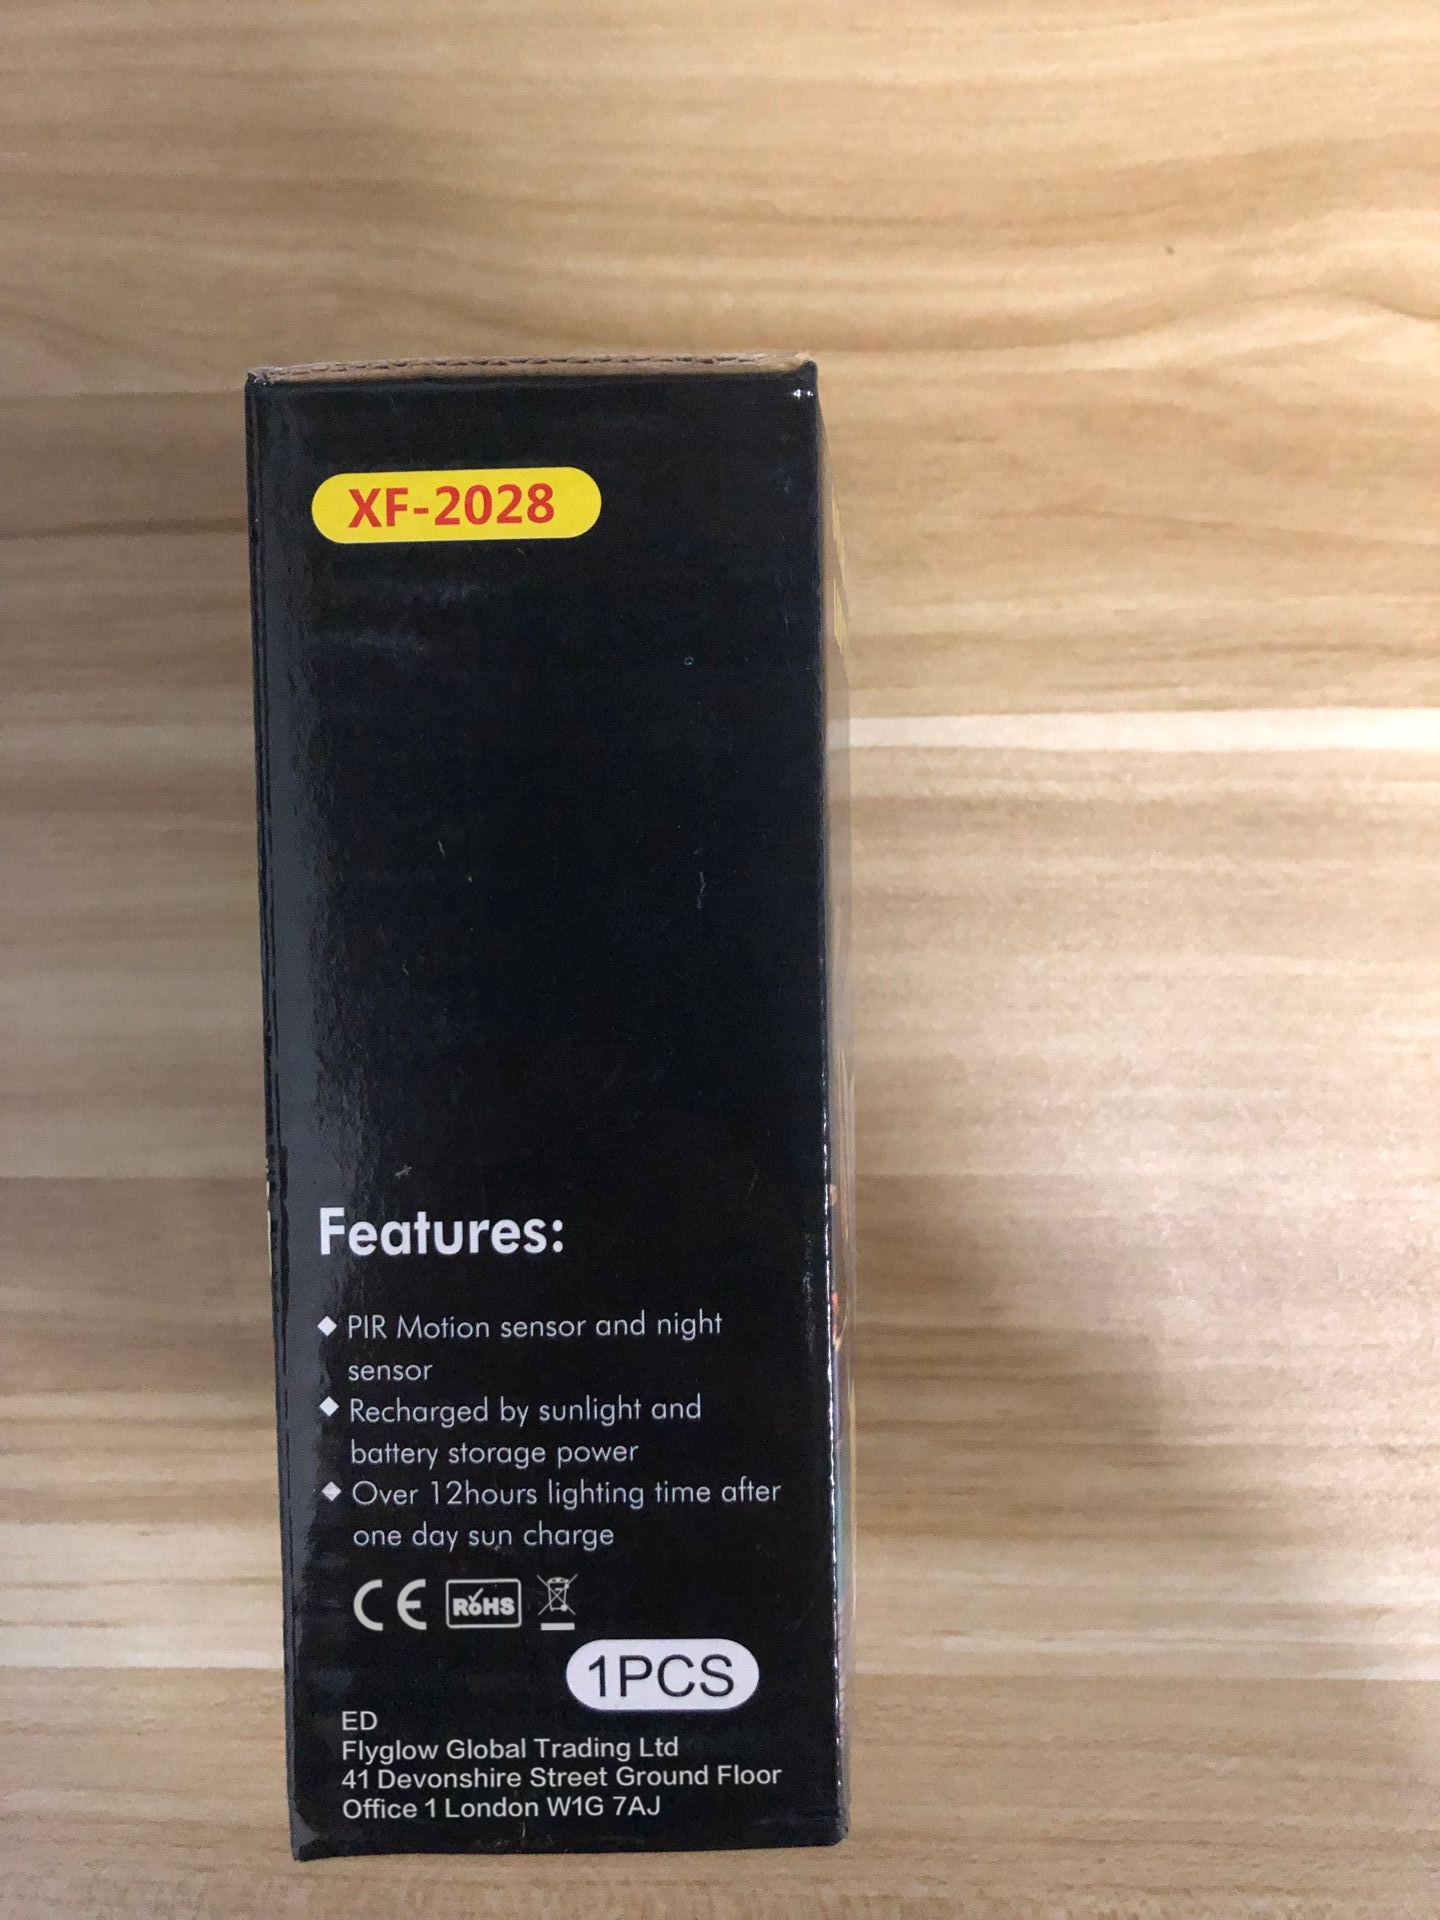 XF-2028
Features:
◆ PIR Motion sensor and night
sensor
◆ Recharged by sunlight and
battery storage power
◆ Over 12hours lighting time after
one day sun charge
CE RoHS
1PCS
ED
Flyglow Global Trading Ltd
41 Devonshire Street Ground Floor
Office 1 London W1G 7AJ